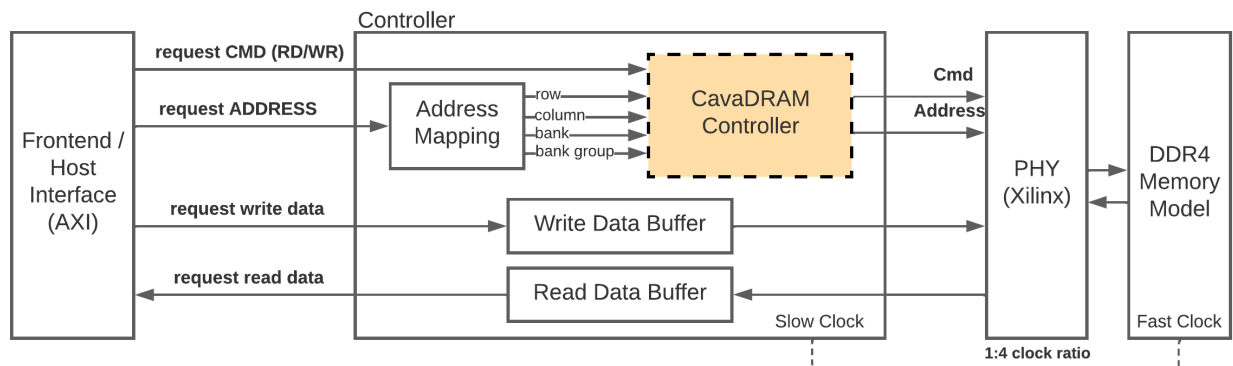 Controller
request CMD (RD/WR)
request ADDRESS
Frontend /
Host
Interface
(AXI)
request write data
request read data
Address
Mapping
row
column
bank
bank group
CavaDRAM
Controller
Write Data Buffer
Read Data Buffer
Slow Clock
Cmd
Address
PHY
(Xilinx)
1:4 clock ratio
DDR4
Memory
Model
Fast Clock